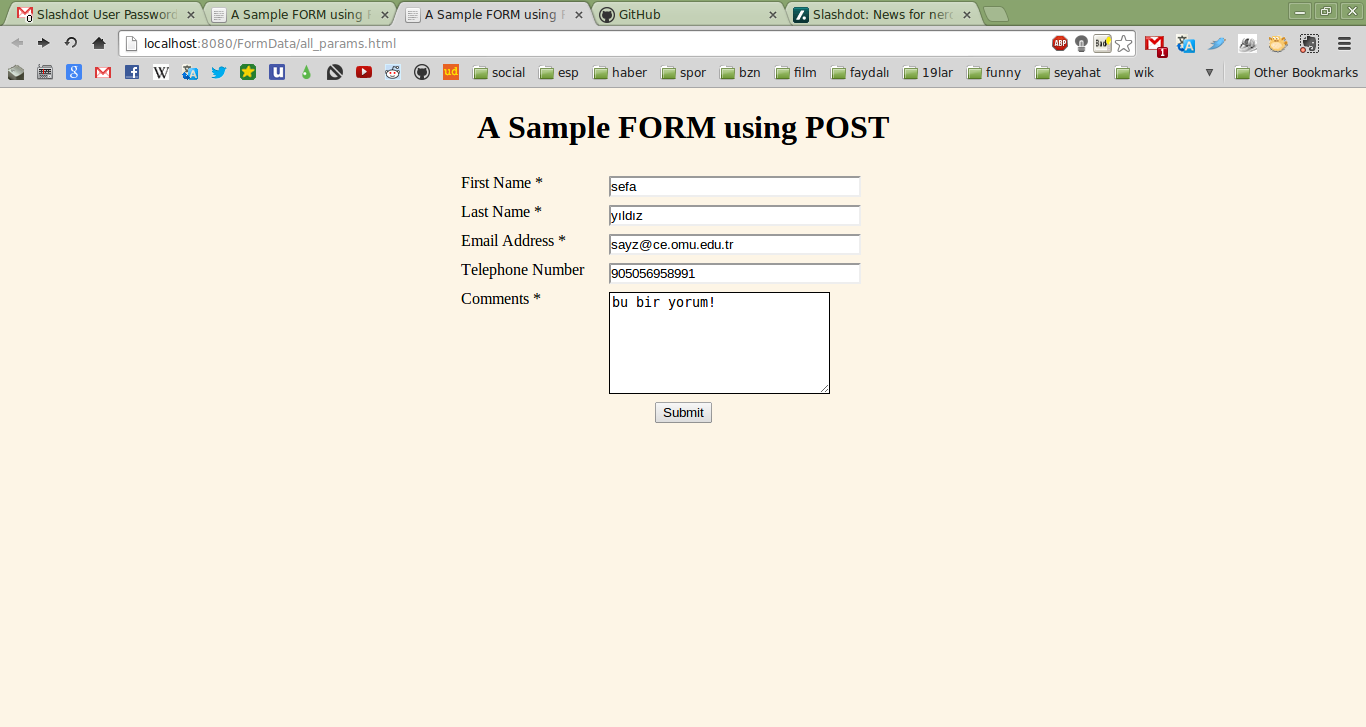 Slashdot User Password
A Sample FORM using
A Sample FORM using
GitHub
Slashdot: News for nerd
localhost:8080/FormData/all_params.html
ABP
1
ud
social
esp
haber
spor
bzn
film
faydalı
19lar
funny
seyahat
wik
Other Bookmarks
A Sample FORM using POST
First Name *
sefa
Last Name *
yıldız
Email Address *
sayz@ce.omu.edu.tr
Telephone Number
905056958991
Comments *
bu bir yorum!
Submit